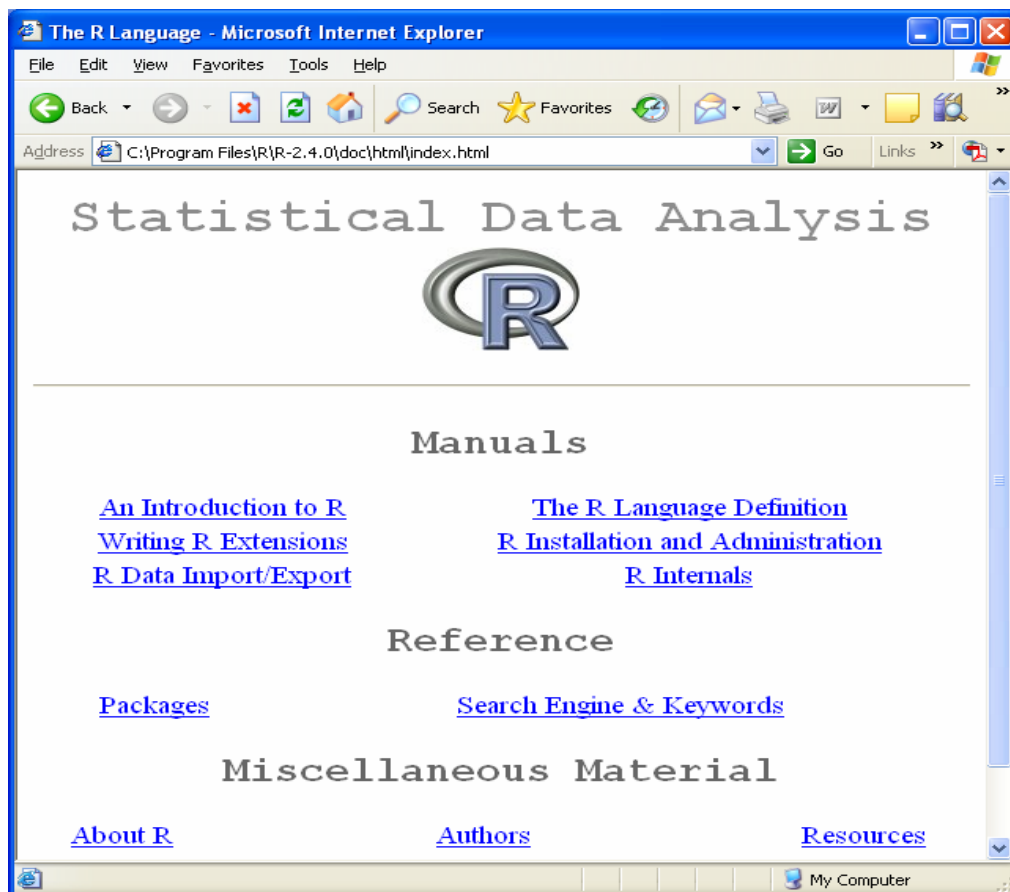 The R Language - Microsoft Internet Explorer
File Edit View Favorites Tools Help
Back Search Favorites W »
Address C:\Program Files\R\R-2.4.0\doc\html\index.html Go Links »
Statistical Data Analysis
R
Manuals
An Introduction to R The R Language Definition
Writing R Extensions R Installation and Administration
R Data Import/Export R Internals
Reference
Packages Search Engine & Keywords
Miscellaneous Material
About R Authors Resources
My Computer